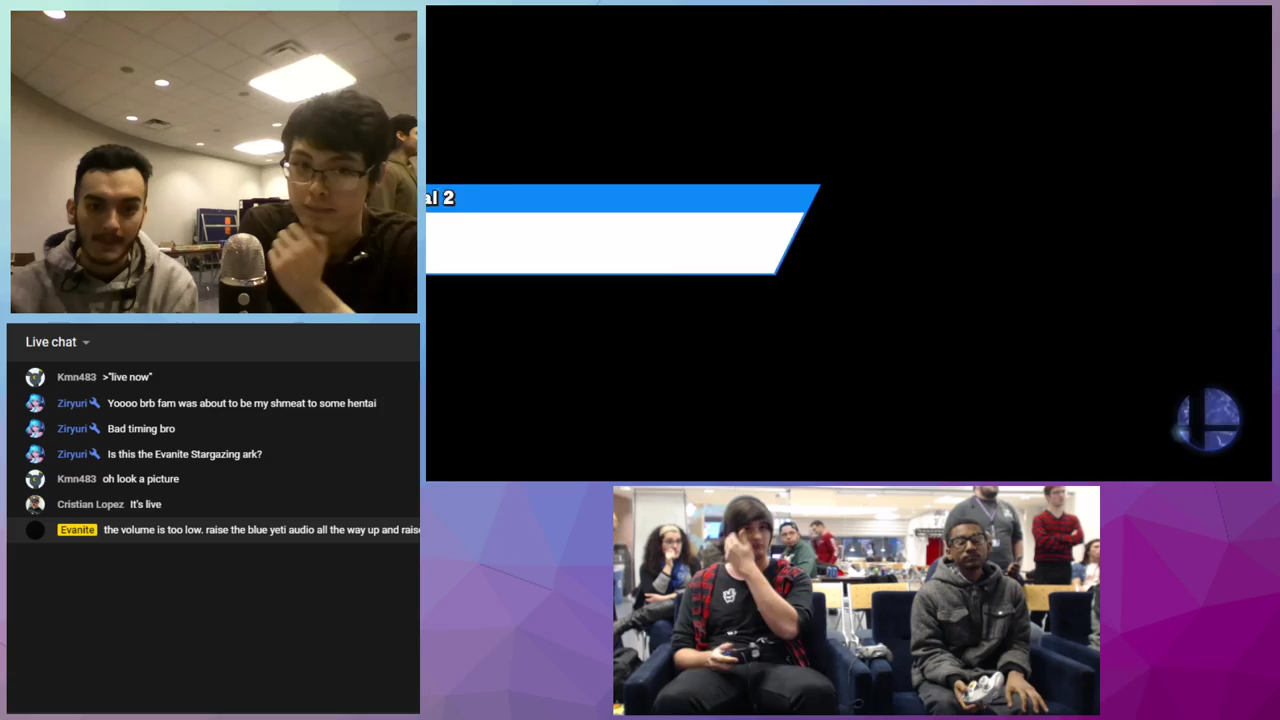 al 2
Live chat
Kmn483 >"live now"
Ziryuri Yoooo brb fam was about to be my shmeat to some hentai
Ziryuri Bad timing bro
Ziryuri Is this the Evanite Stargazing ark?
Kmn483 oh look a picture
Cristian Lopez It's live
Evanite the volume is too low. raise the blue yeti audio all the way up and raise